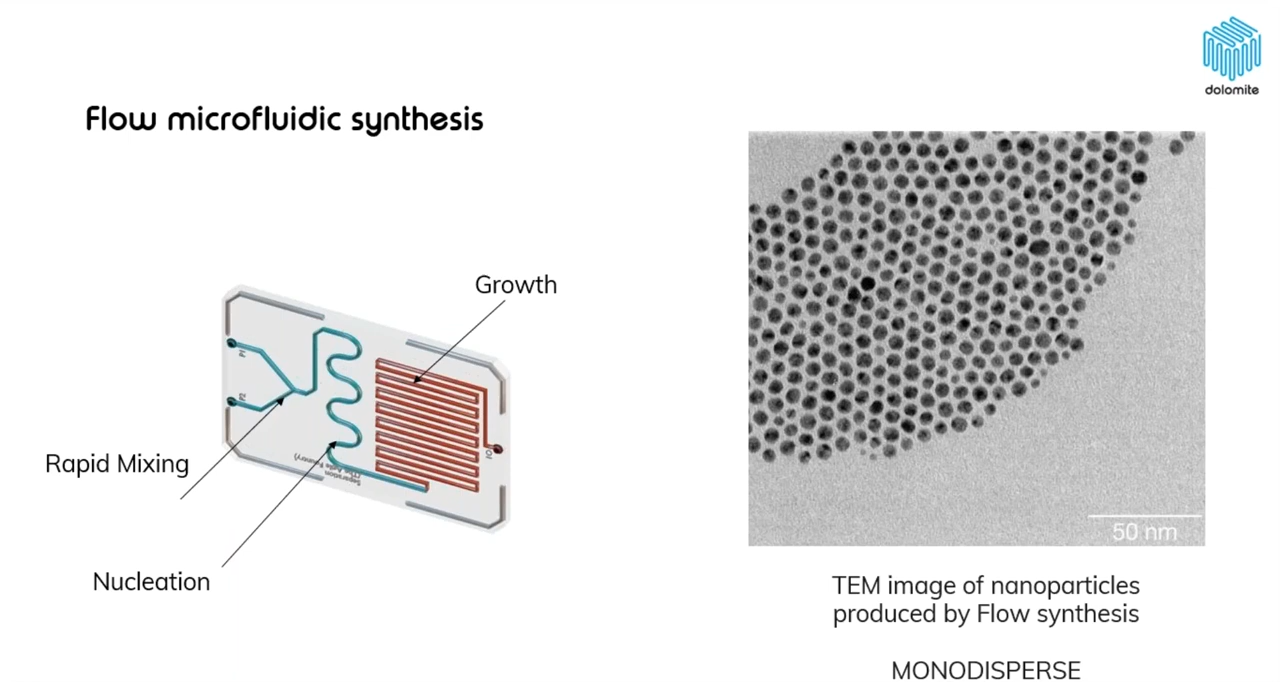 dolomite
Flow microfluidic synthesis
Growth
Rapid Mixing
Nucleation
50 nm
TEM image of nanoparticles
produced by Flow synthesis
MONODISPERSE